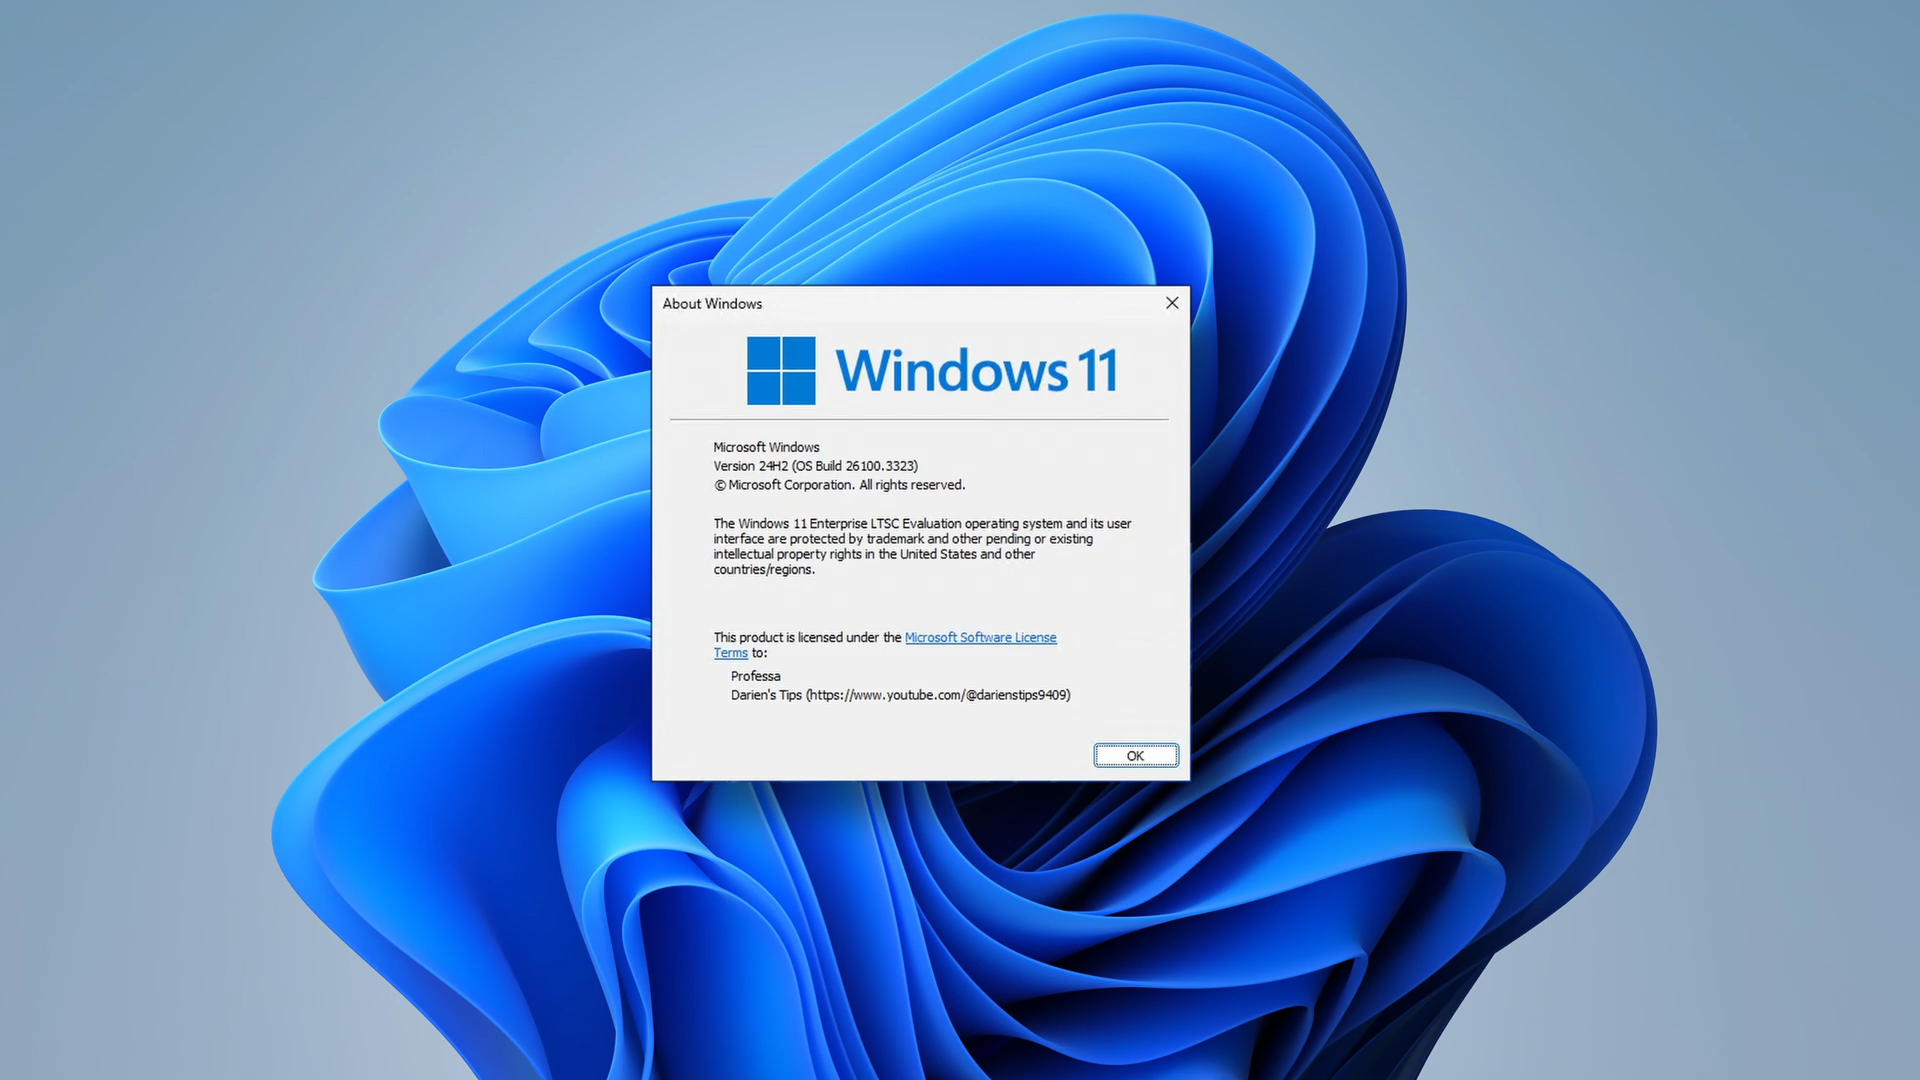 About Windows
Windows 11
Microsoft Windows
Version 24H2 (OS Build 26100.3323)
© Microsoft Corporation. All rights reserved.
The Windows 11 Enterprise LTSC Evaluation operating system and its user
interface are protected by trademark and other pending or existing
intellectual property rights in the United States and other
countries/regions.
This product is licensed under the Microsoft Software License
Terms to:
Professa
Darien's Tips (https://www.youtube.com/@darienstips9409)
OK